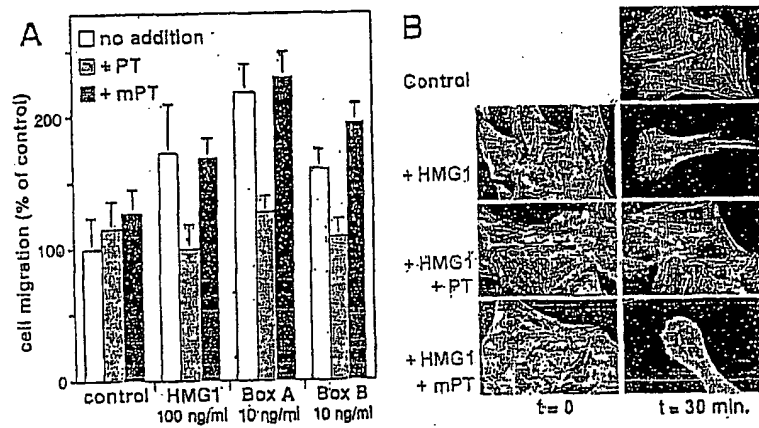 A
no addition
+ PT
+ mPT
cell migration (% of control)
200
100
0
control
HMG1
100 ng/ml
Box A
10 ng/ml
Box B
10 ng/ml
B
Control
+ HMG1
+ HMG1
+ PT
+ HMG1
+ mPT
t = 0
t = 30 min.